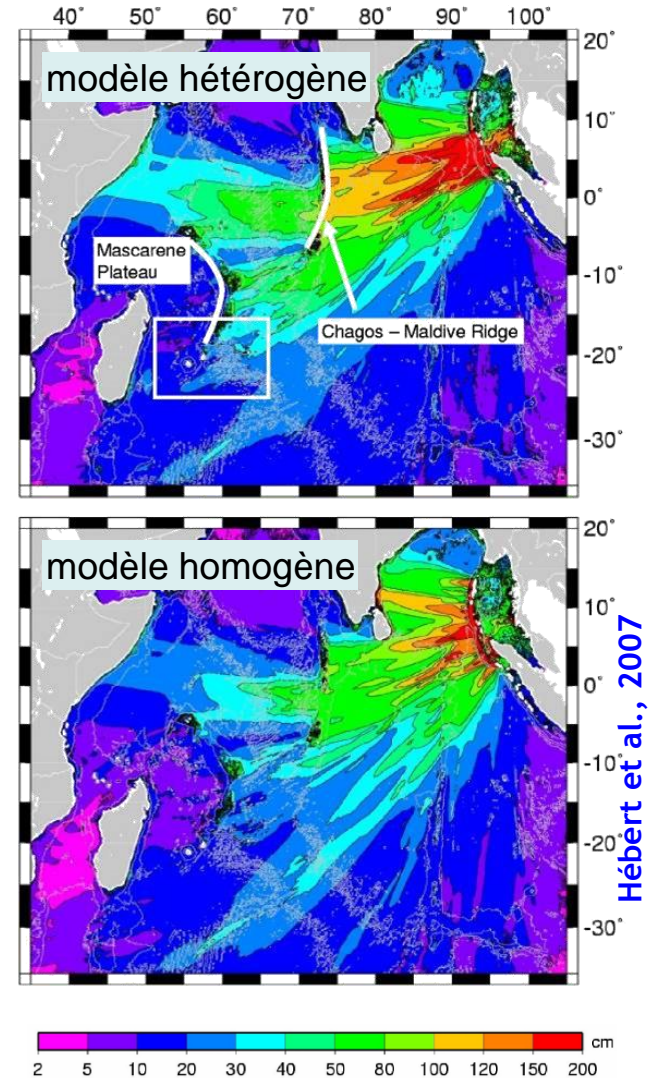 40° 50° 60° 70° 80° 90° 100°
20°
modèle hétérogène
10°
0°
Mascarene
Plateau
-10°
Chagos – Maldive Ridge
-20°
-30°
20°
modèle homogène
10°
0°
-10°
-20°
-30°
Hébert et al., 2007
cm
2 5 10 20 30 40 50 80 100 120 150 200